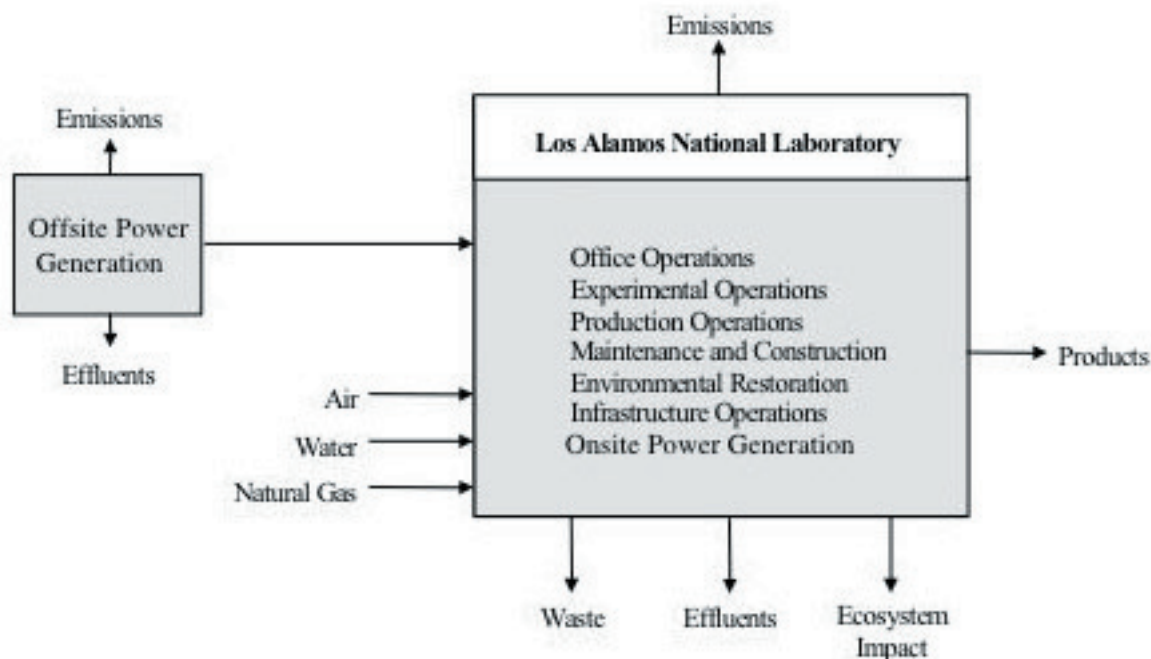 Emissions
Emissions
Los Alamos National Laboratory
Offsite Power
Generation
Office Operations
Experimental Operations
Production Operations
Maintenance and Construction
Environmental Restoration
Infrastructure Operations
Onsite Power Generation
Products
Effluents
Air
Water
Natural Gas
Waste
Effluents
Ecosystem
Impact